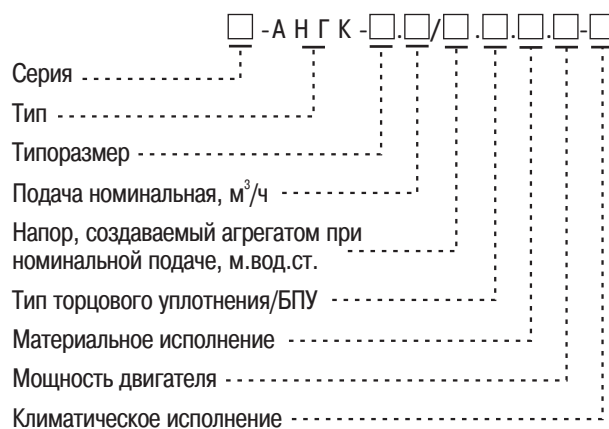 □-АНГК-□.□/□.□.□.□-□
Серия
Тип
Типоразмер
Подача номинальная, м³/ч
Напор, создаваемый агрегатом при
номинальной подаче, м.вод.ст.
Тип торцового уплотнения/БПУ
Материальное исполнение
Мощность двигателя
Климатическое исполнение